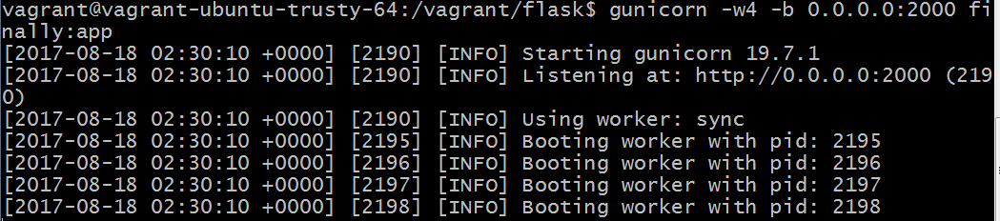 vagrant@vagrant-ubuntu-trusty-64:/vagrant/flask$ gunicorn -w4 -b 0.0.0.0:2000 fi
nally:app
[2017-08-18 02:30:10 +0000] [2190] [INFO] Starting gunicorn 19.7.1
[2017-08-18 02:30:10 +0000] [2190] [INFO] Listening at: http://0.0.0.0:2000 (219
0)
[2017-08-18 02:30:10 +0000] [2190] [INFO] Using worker: sync
[2017-08-18 02:30:10 +0000] [2195] [INFO] Booting worker with pid: 2195
[2017-08-18 02:30:10 +0000] [2196] [INFO] Booting worker with pid: 2196
[2017-08-18 02:30:10 +0000] [2197] [INFO] Booting worker with pid: 2197
[2017-08-18 02:30:10 +0000] [2198] [INFO] Booting worker with pid: 2198